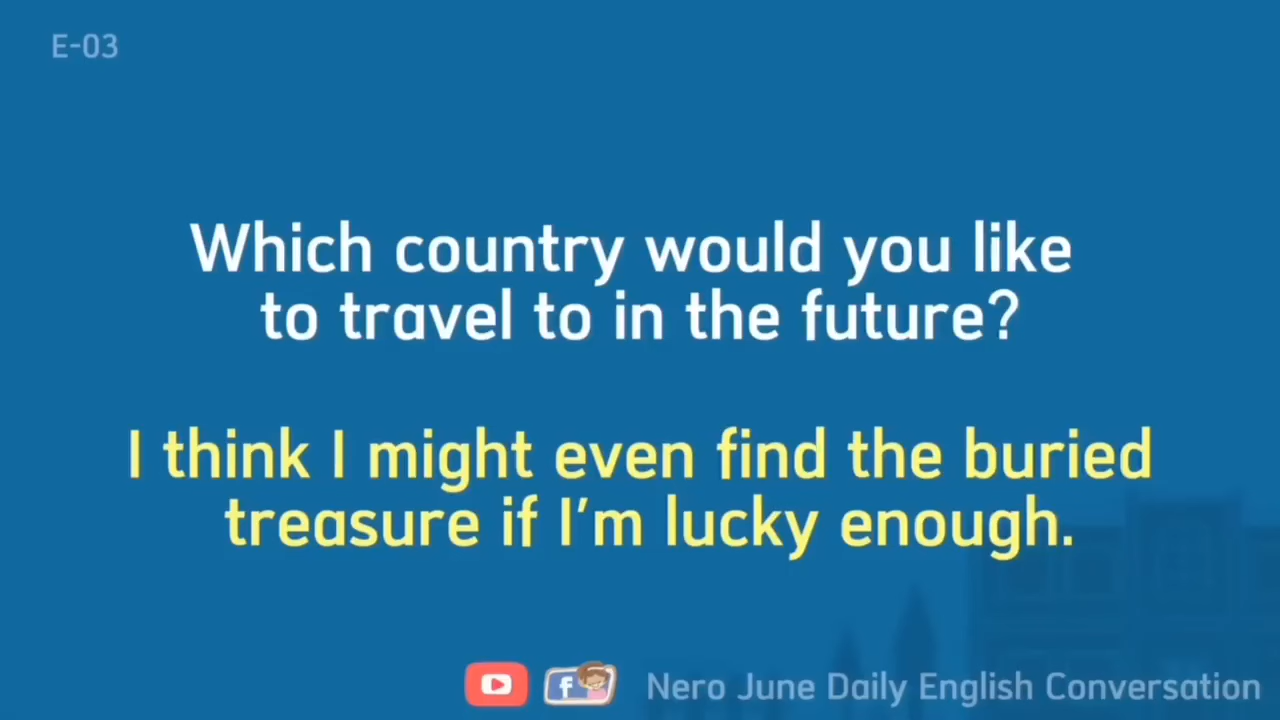 E-03
Which country would you like
to travel to in the future?
I think I might even find the buried
treasure if I'm lucky enough.
f
Nero June Daily English Conversation